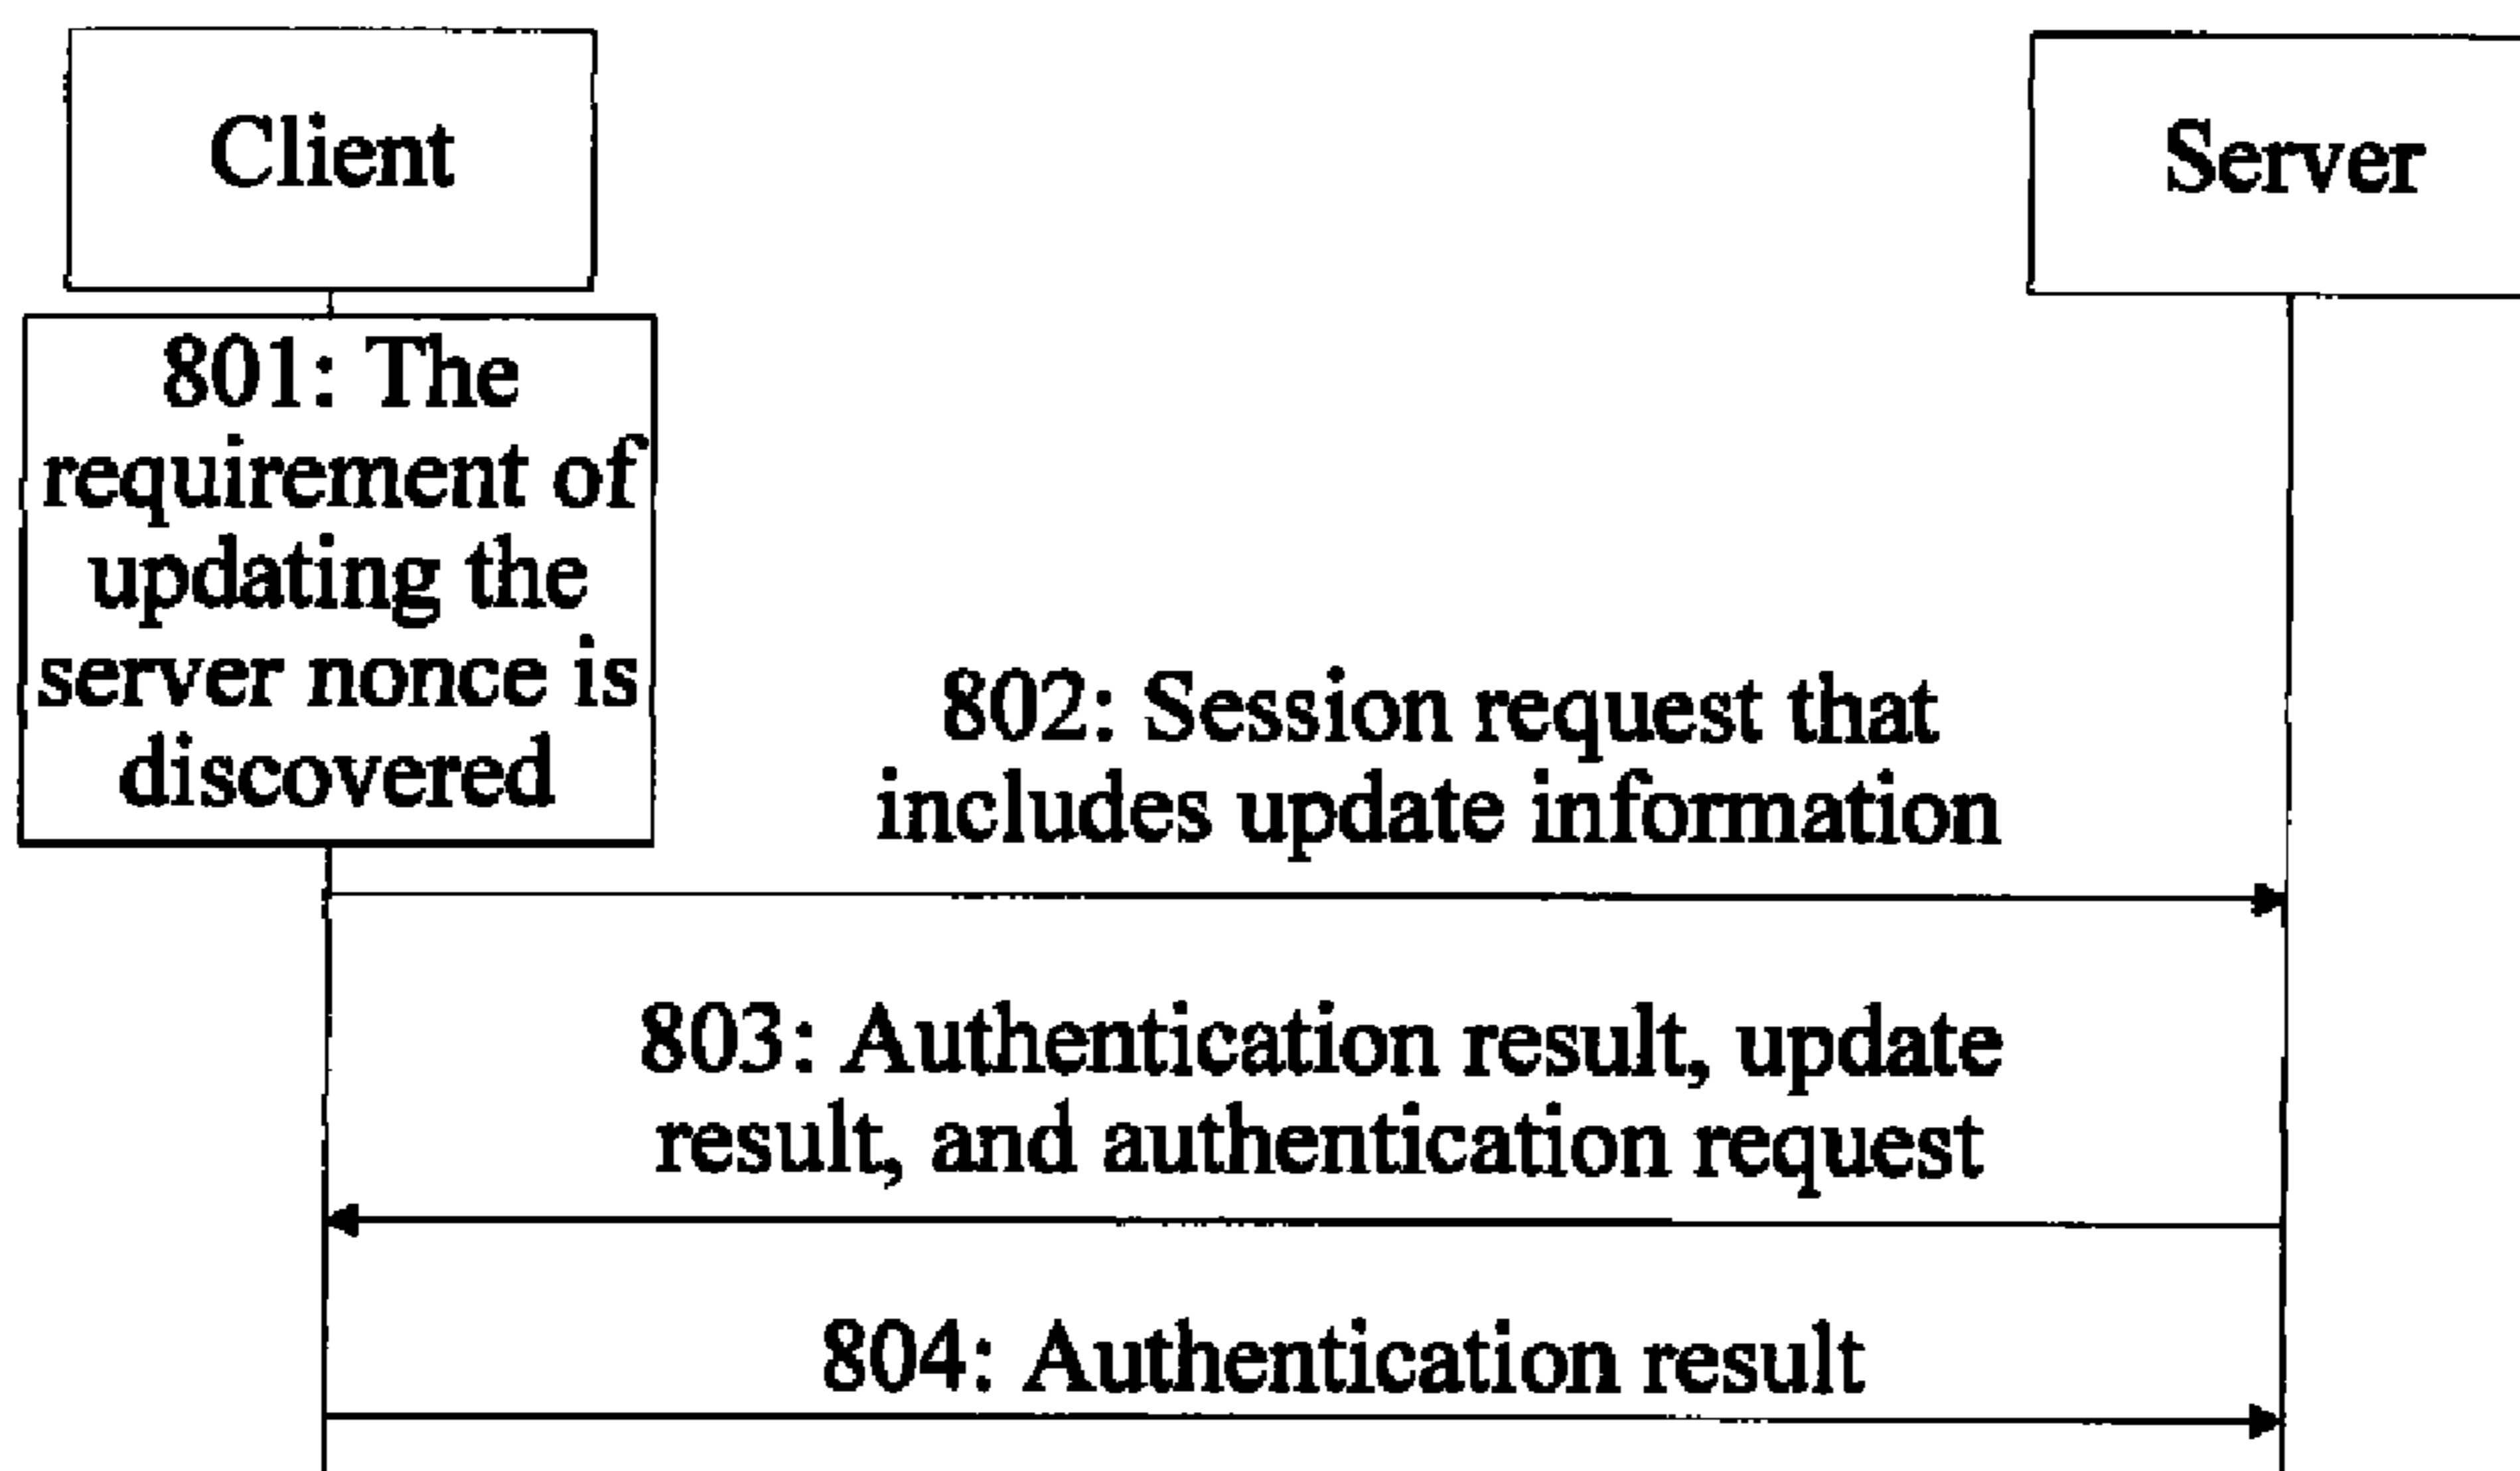 Client
Server
801: The
requirement of
updating the
server nonce is
discovered
802: Session request that
includes update information
803: Authentication result, update
result, and authentication request
804: Authentication result